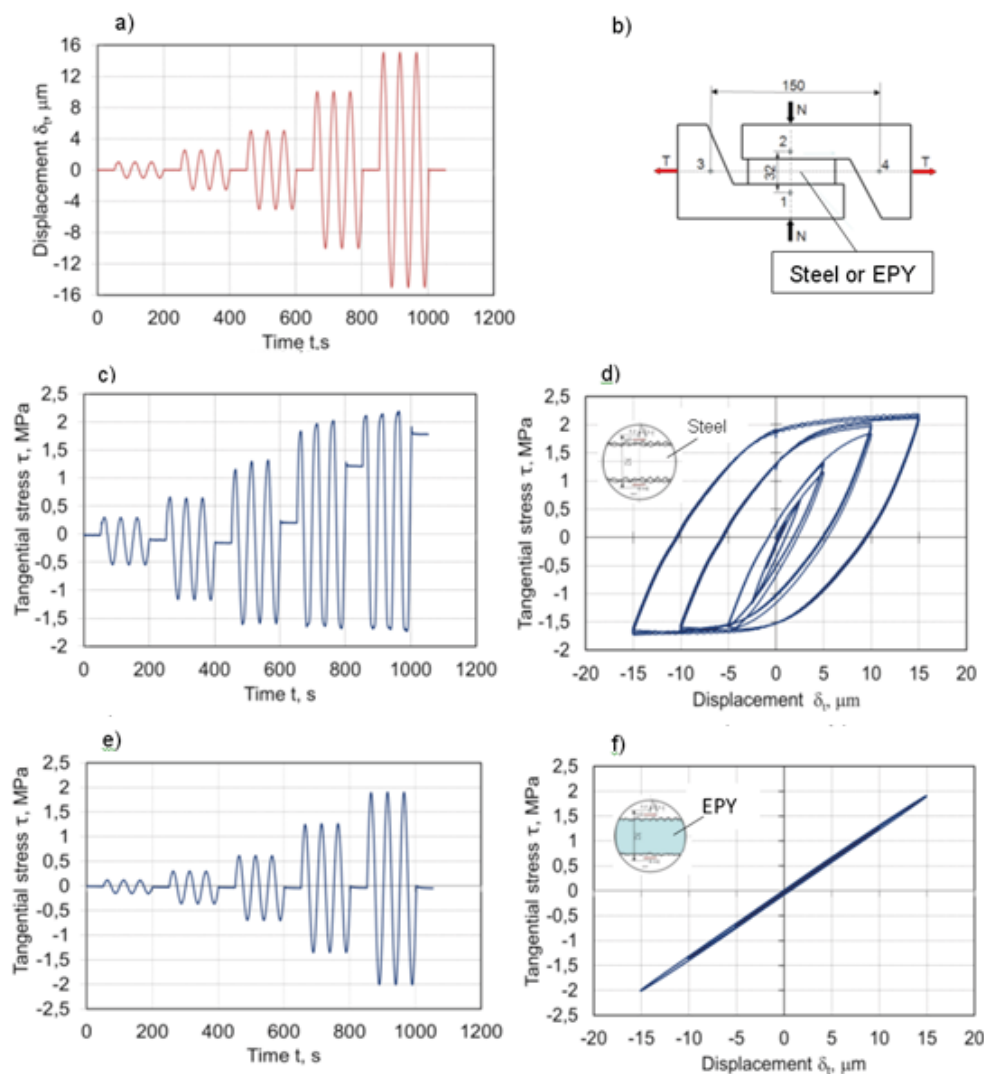 a)
Displacement δt, μm
16
12
8
4
0
-4
-8
-12
-16
0 200 400 600 800 1000 1200
Time t,s
b)
150
N
2
T 3 32 4 T
1
N
Steel or EPY
c)
Tangential stress τ, MPa
2,5
2
1,5
1
0,5
0
-0,5
-1
-1,5
-2
0 200 400 600 800 1000 1200
Time t, s
d)
Tangential stress τ, MPa
2,5
2
1,5
1
0,5
0
-0,5
-1
-1,5
-2
Steel
-20 -15 -10 -5 0 5 10 15 20
Displacement δt, μm
e)
Tangential stress τ, MPa
2,5
2
1,5
1
0,5
0
-0,5
-1
-1,5
-2
-2,5
0 200 400 600 800 1000 1200
Time t, s
f)
Tangential stress τ, MPa
2,5
2
1,5
1
0,5
0
-0,5
-1
-1,5
-2
-2,5
EPY
-20 -15 -10 -5 0 5 10 15 20
Displacement δt, μm